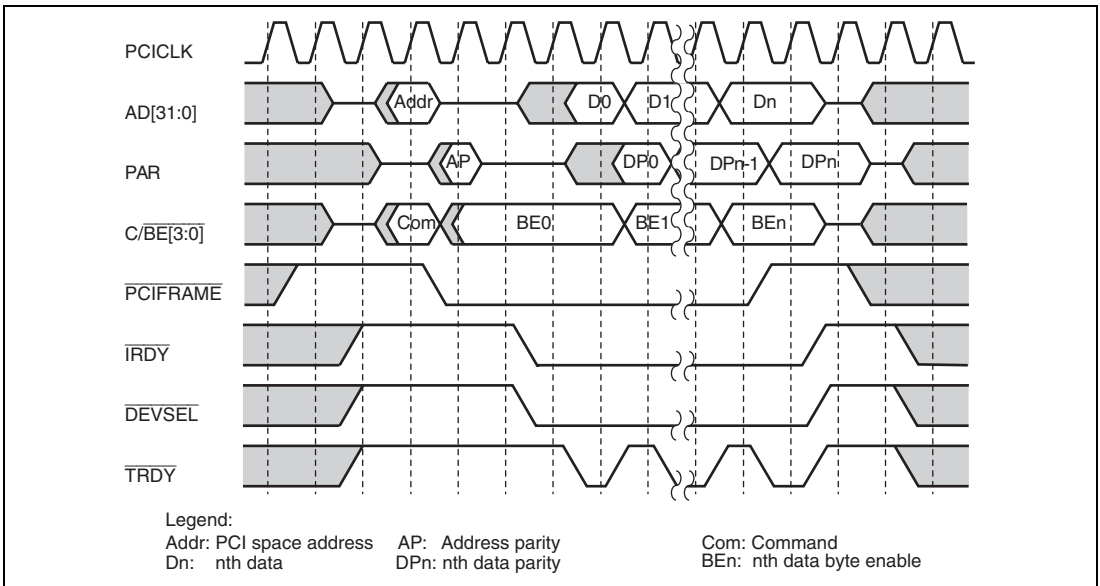 PCICLK
AD[31:0] Addr D0 D1 Dn
PAR AP DP0 DPn-1 DPn
C/BE[3:0] Com BE0 BE1 BEn
PCIFRAME
IRDY
DEVSEL
TRDY
Legend:
Addr: PCI space address AP: Address parity Com: Command
Dn: nth data DPn: nth data parity BEn: nth data byte enable